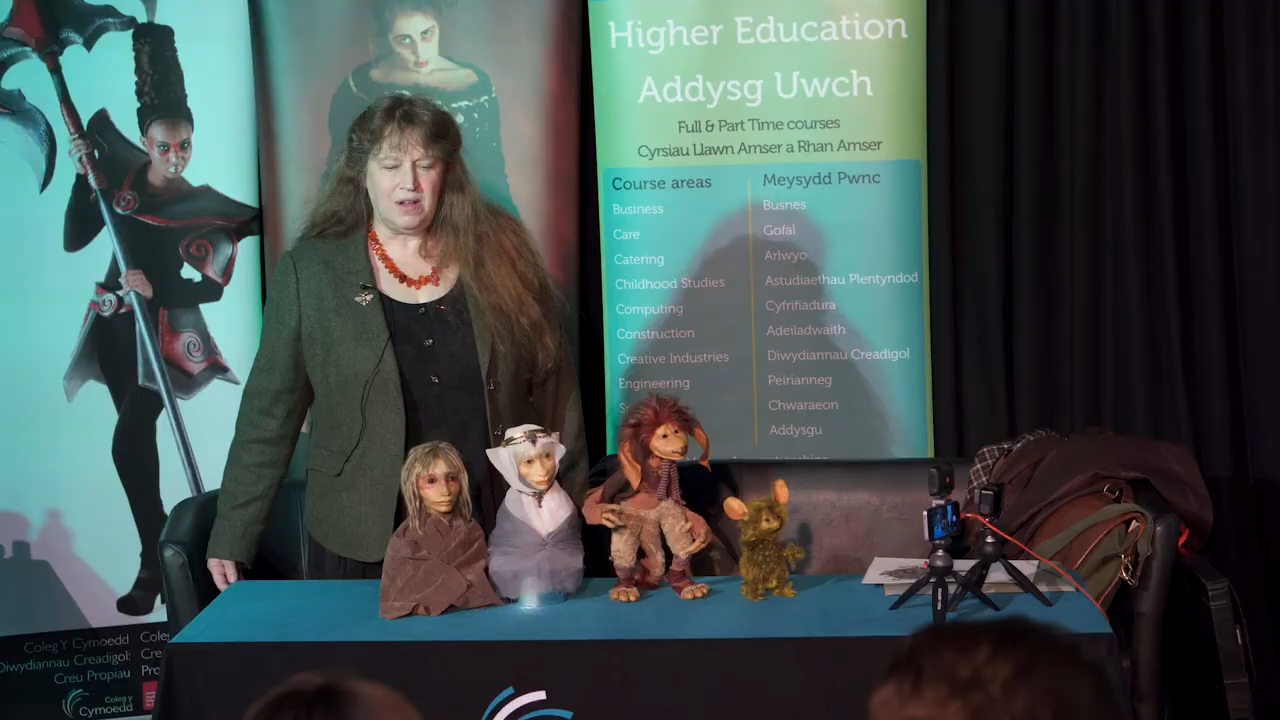 Higher Education
Addysg Uwch
Full & Part Time courses
Cyrsiau Llawn Amser a Rhan Amser
Course areas
Business
Care
Catering
Childhood Studies
Computing
Construction
Creative Industries
Engineering
Meysydd Pwnc
Busnes
Gofal
Arlwyo
Astudiaethau Plentyndod
Cyfrifiadura
Adeiladwaith
Diwydiannau Creadigol
Peirianneg
Chwaraeon
Addysgu
Coleg Y Cymoedd
Diwydiannau Creadigol:
Creu Propiau
Coleg y
Cymoedd